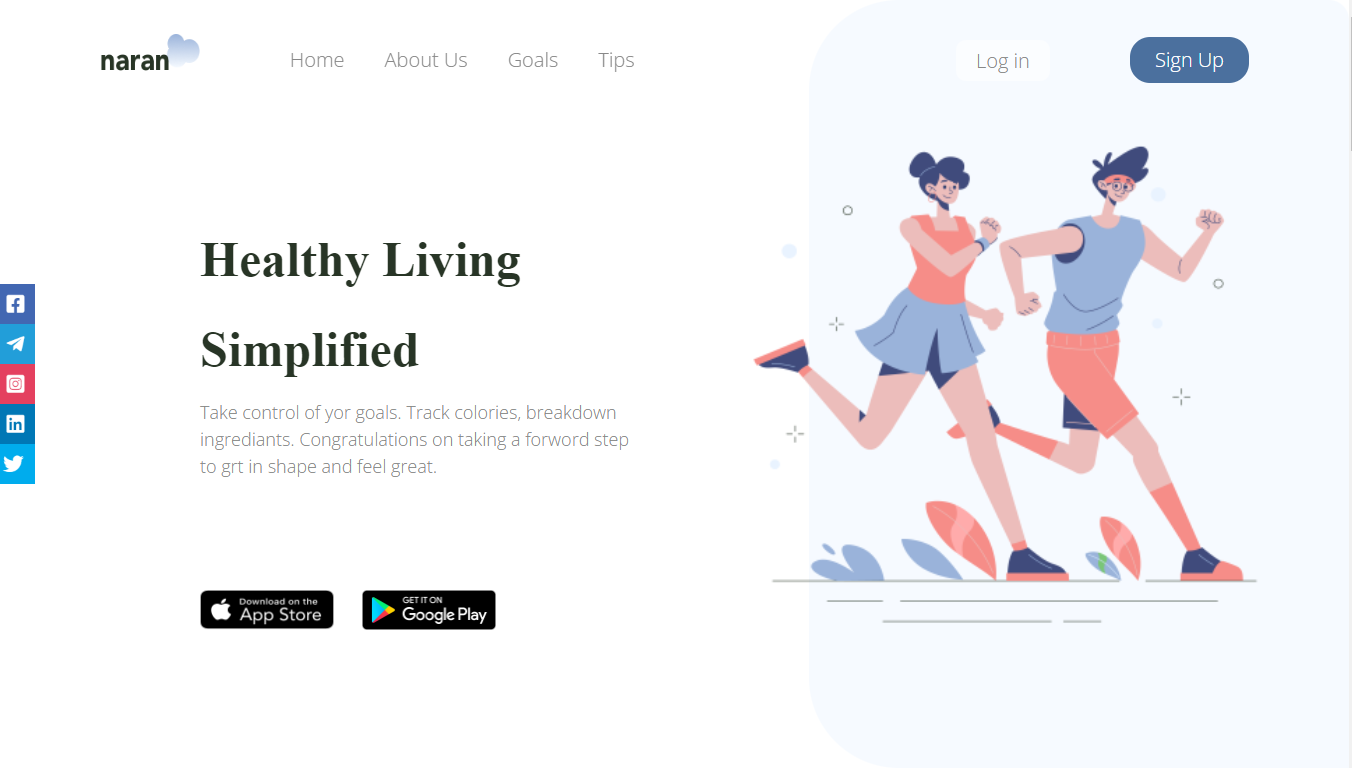 naran
Home About Us Goals Tips
Log in
Sign Up
Healthy Living
Simplified
Take control of yor goals. Track colories, breakdown
ingrediants. Congratulations on taking a forword step
to grt in shape and feel great.
Download on the
App Store
GET IT ON
Google Play